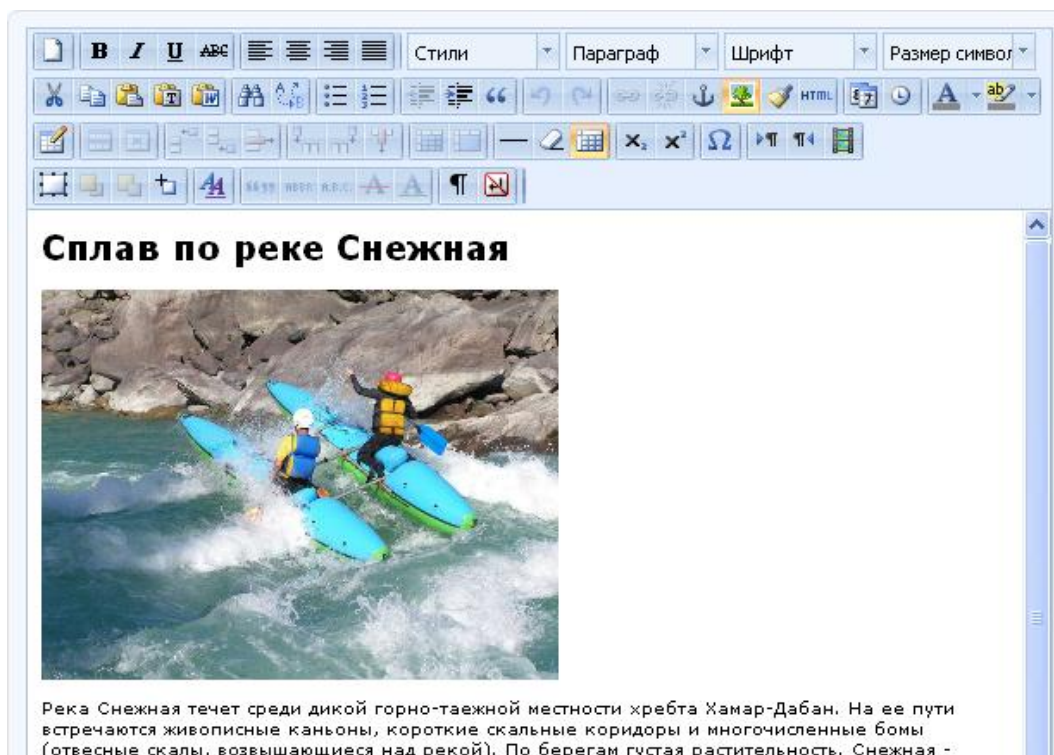 B I U ABC Стили Параграф Шрифт Размер симво
HTML
Сплав по реке Снежная
Река Снежная течет среди дикой горно-таежной местности хребта Хамар-Дабан. На ее пути
встречаются живописные каньоны, короткие скальные коридоры и многочисленные бомы
(отвесные скалы, возвышающиеся над рекой). По берегам густая растительность. Снежная -